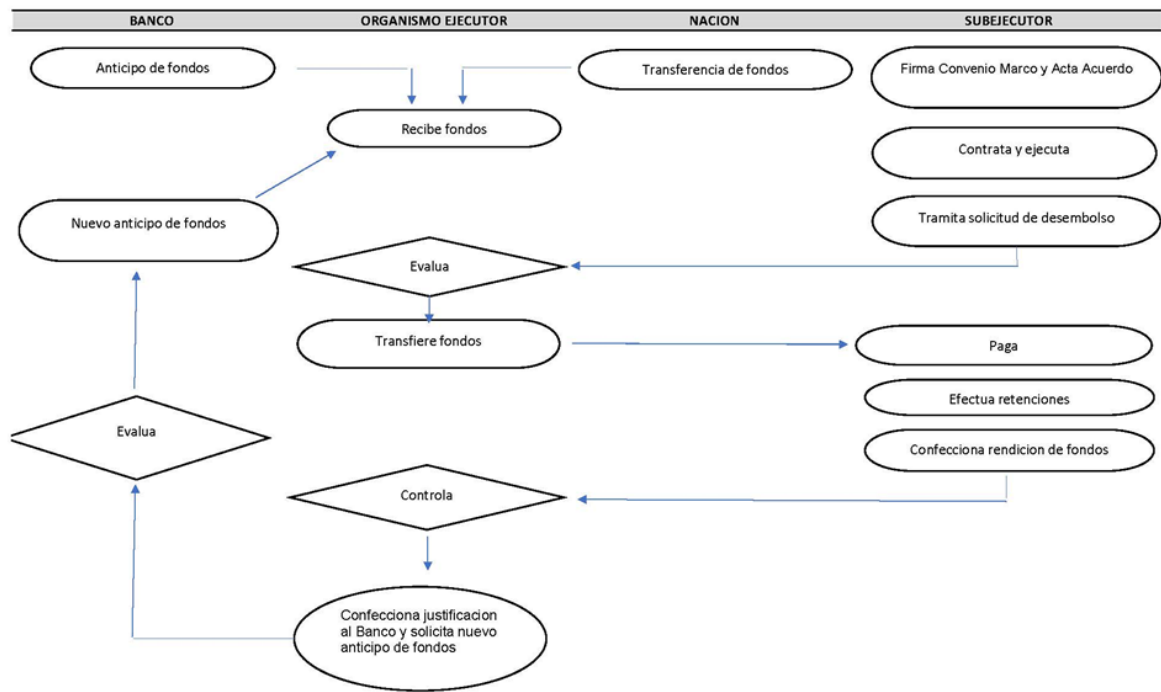 BANCO ORGANISMO EJECUTOR NACION SUBEJECUTOR
Anticipo de fondos
Transferencia de fondos
Firma Convenio Marco y Acta Acuerdo
Recibe fondos
Contrata y ejecuta
Nuevo anticipo de fondos
Tramita solicitud de desembolso
Evalua
Transfiere fondos
Paga
Efectua retenciones
Evalua
Confecciona rendicion de fondos
Controla
Confecciona justificacion
al Banco y solicita nuevo
anticipo de fondos